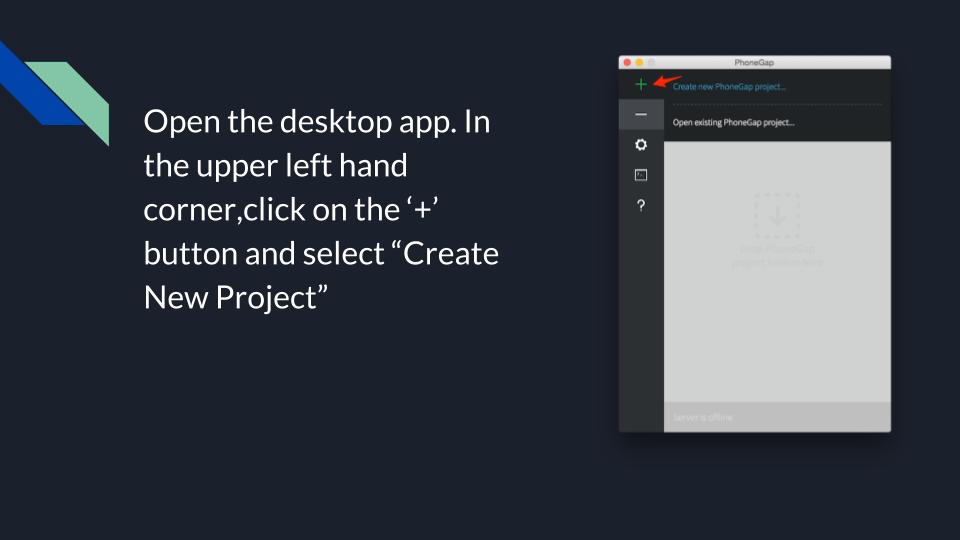 Open the desktop app. In
the upper left hand
corner,click on the ‘+’
button and select “Create
New Project”
PhoneGap
Create new PhoneGap project...
Open existing PhoneGap project...
Drop PhoneGap
project folders here
Server is offline